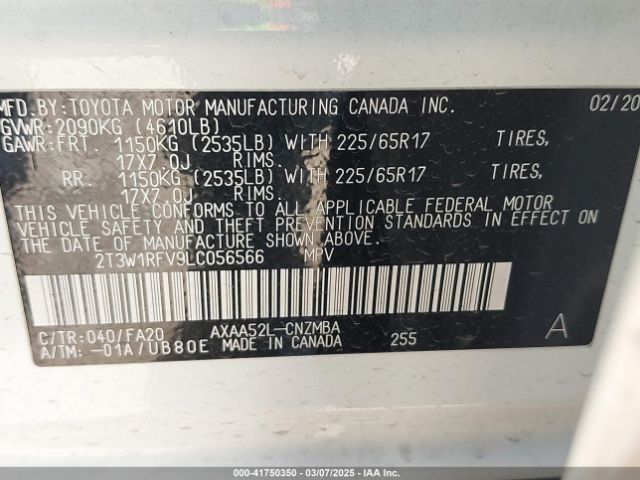 MFD.BY:TOYOTA MOTOR MANUFACTURING CANADA INC. 02/20
GVWR:2090KG (4610LB)
GAWR:FRT. 1150KG (2535LB) WITH 225/65R17 TIRES,
17X7.0J RIMS.
RR. 1150KG (2535LB) WITH 225/65R17 TIRES,
17X7.0J RIMS.
THIS VEHICLE CONFORMS TO ALL APPLICABLE FEDERAL MOTOR
VEHICLE SAFETY AND THEFT PREVENTION STANDARDS IN EFFECT ON
THE DATE OF MANUFACTURE SHOWN ABOVE.
2T3W1RFV9LC056566 MPV
C/TR:040/FA20 AXAA52L-CNZMBA
A/TM:-01A/UB80E MADE IN CANADA 255 A
000-41750350 - 03/07/2025 - IAAI.COM